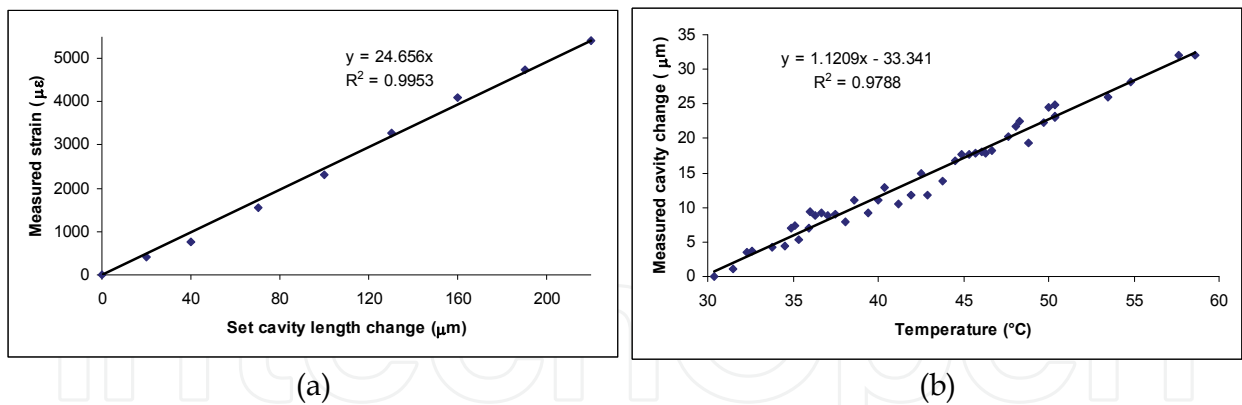 y = 24.656x
R² = 0.9953
Measured strain (με)
5000
4000
3000
2000
1000
0
0 40 80 120 160 200
Set cavity length change (μm)
(a)
y = 1.1209x - 33.341
R² = 0.9788
Measured cavity change ( μm)
35
30
25
20
15
10
5
0
30 35 40 45 50 55 60
Temperature (°C)
(b)
intechopen